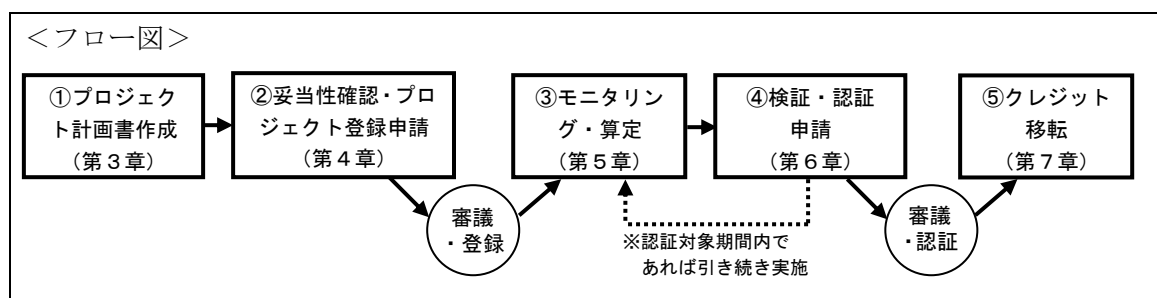 ＜フロー図＞
①プロジェク
ト計画書作成
（第３章）
②妥当性確認・プロ
ジェクト登録申請
（第４章）
審議
・登録
③モニタリン
グ・算定
（第５章）
④検証・認証
申請
（第６章）
※認証対象期間内で
あれば引き続き実施
審議
・認証
⑤クレジット
移転
（第７章）